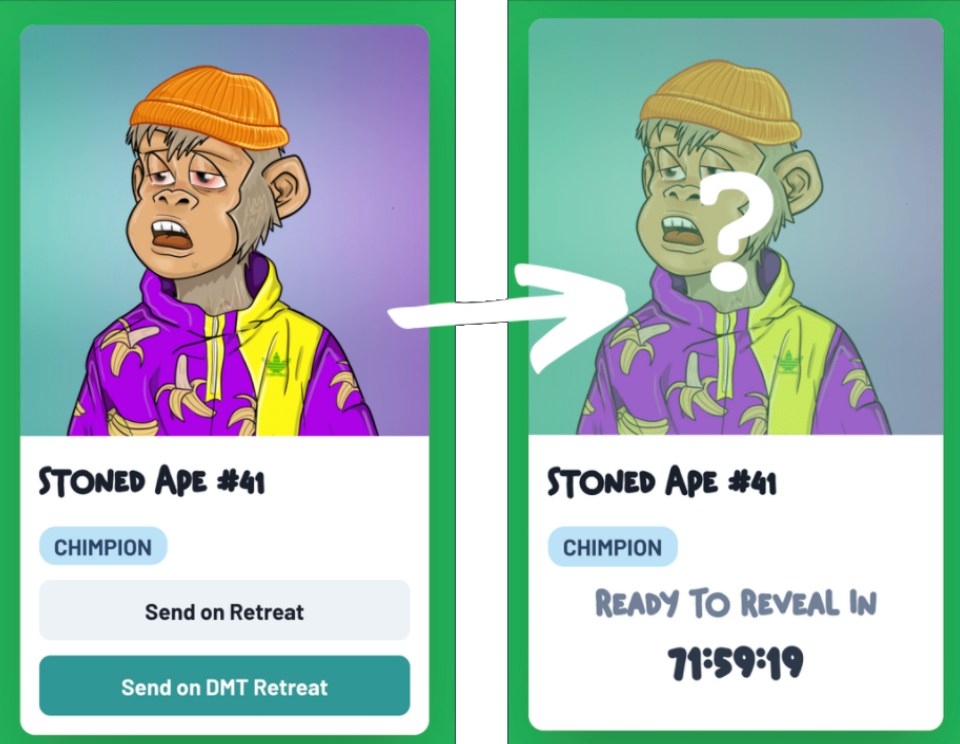 ?
STONED APE #41
CHIMPION
Send on Retreat
Send on DMT Retreat
STONED APE #41
CHIMPION
READY TO REVEAL IN
71:59:19